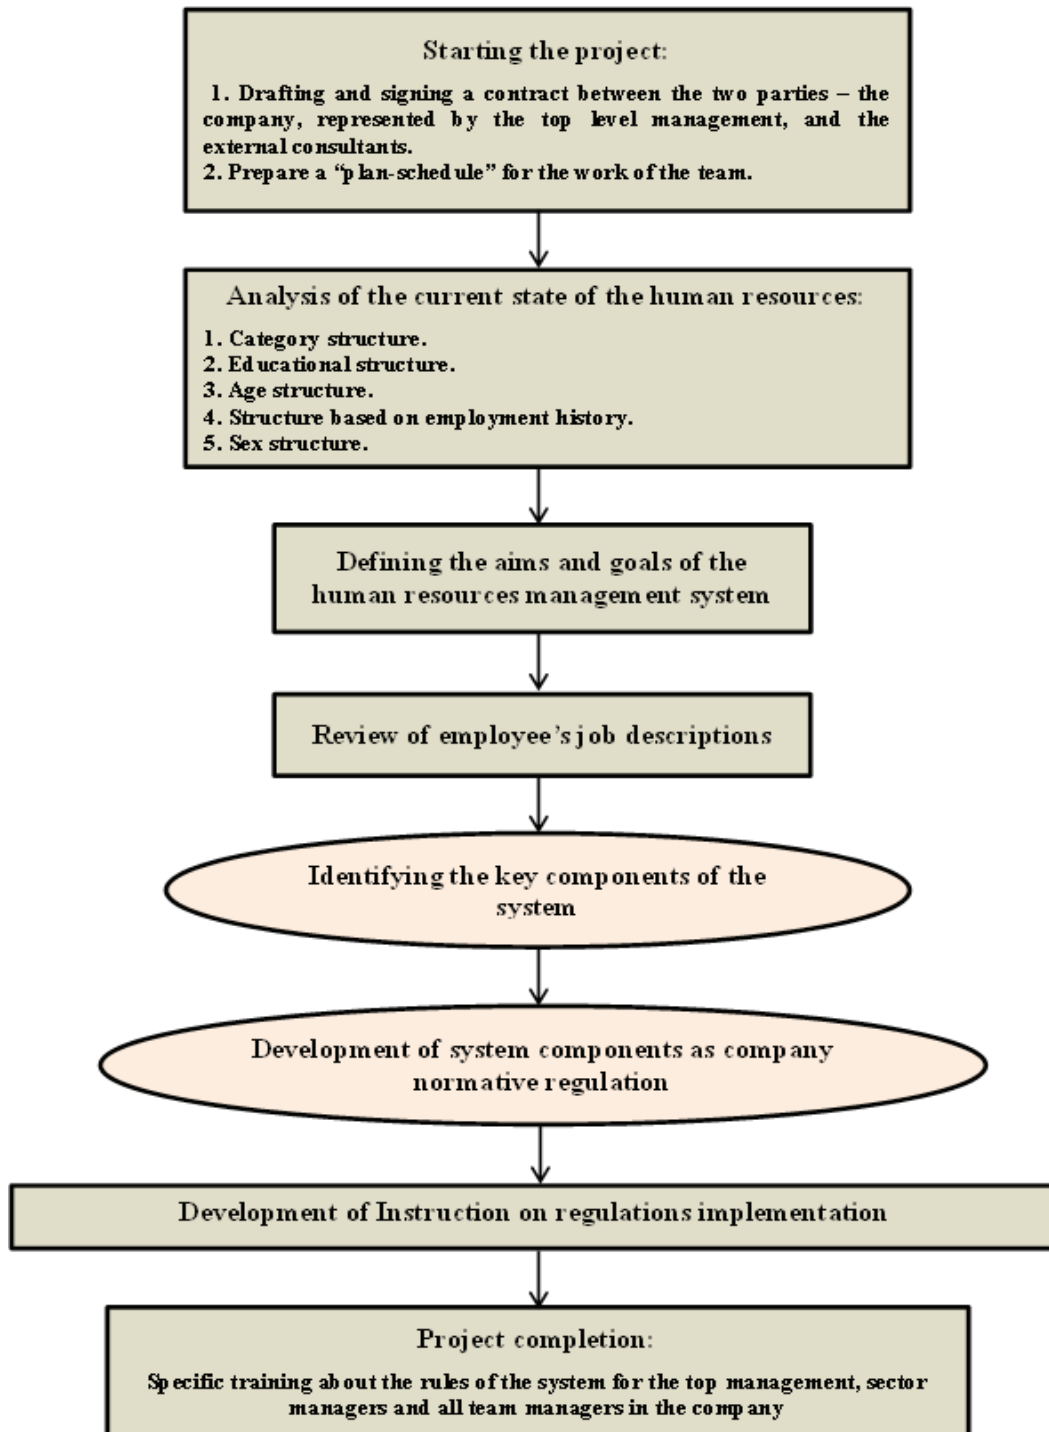 Starting the project:
1. Drafting and signing a contract between the two parties – the
company, represented by the top level management, and the
external consultants.
2. Prepare a “plan-schedule” for the work of the team.
Analysis of the current state of the human resources:
1. Category structure.
2. Educational structure.
3. Age structure.
4. Structure based on employment history.
5. Sex structure.
Defining the aims and goals of the
human resources management system
Review of employee’s job descriptions
Identifying the key components of the
system
Development of system components as company
normative regulation
Development of Instruction on regulations implementation
Project completion:
Specific training about the rules of the system for the top management, sector
managers and all team managers in the company